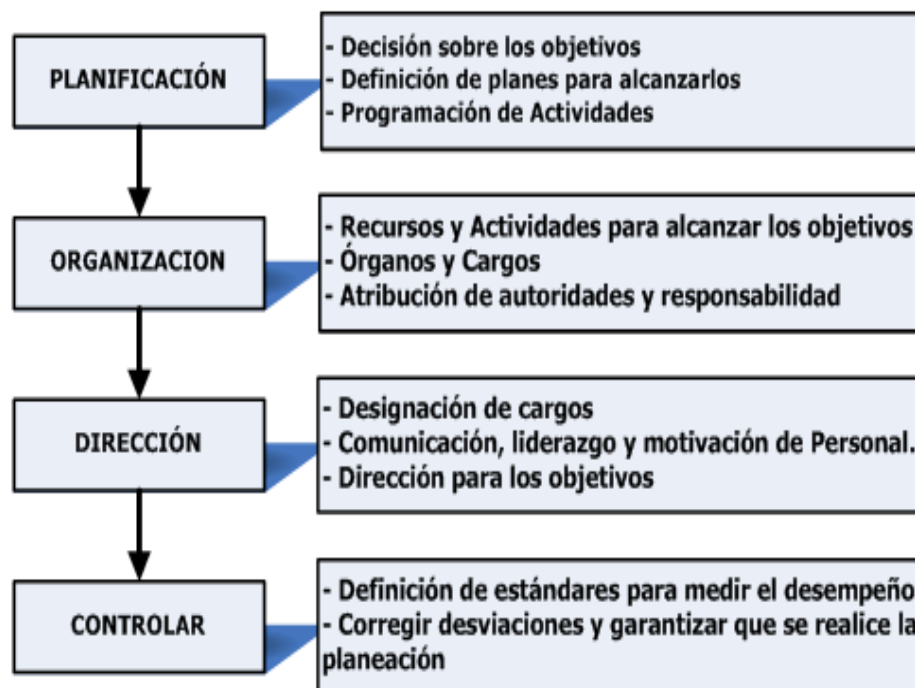 PLANIFICACIÓN
- Decisión sobre los objetivos
- Definición de planes para alcanzarlos
- Programación de Actividades
ORGANIZACION
- Recursos y Actividades para alcanzar los objetivos
- Órganos y Cargos
- Atribución de autoridades y responsabilidad
DIRECCIÓN
- Designación de cargos
- Comunicación, liderazgo y motivación de Personal.
- Dirección para los objetivos
CONTROLAR
- Definición de estándares para medir el desempeño
- Corregir desviaciones y garantizar que se realice la
planeación